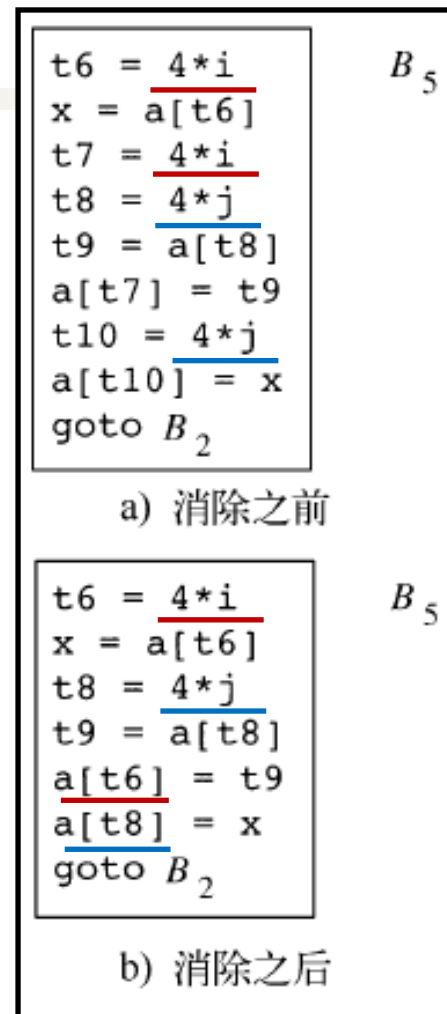 t6 = 4*i B5
x = a[t6]
t7 = 4*i
t8 = 4*j
t9 = a[t8]
a[t7] = t9
t10 = 4*j
a[t10] = x
goto B2
a) 消除之前
t6 = 4*i B5
x = a[t6]
t8 = 4*j
t9 = a[t8]
a[t6] = t9
a[t8] = x
goto B2
b) 消除之后